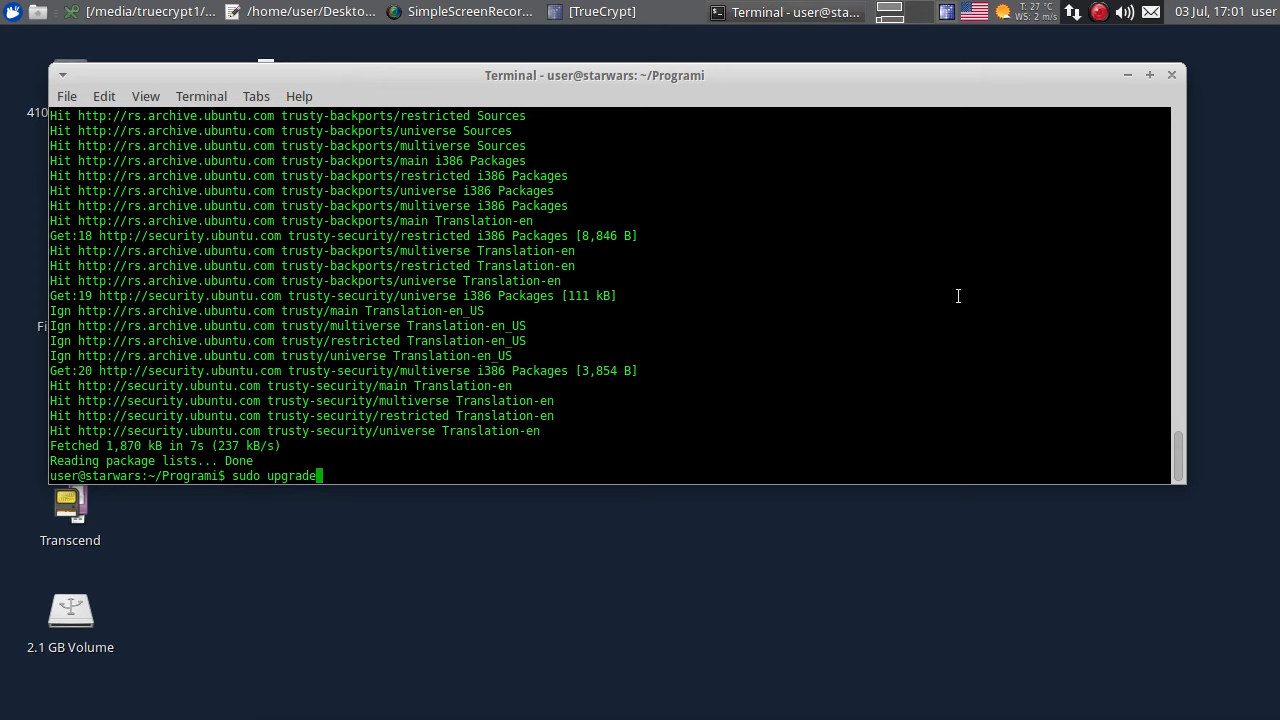 [/media/truecrypt1/... /home/user/Deskto... SimpleScreenRecor... [TrueCrypt] Terminal - user@sta... T: 27 °C WS: 2 m/s 03 Jul, 17:01 user
Terminal - user@starwars: ~/Programi
File Edit View Terminal Tabs Help
410
Hit http://rs.archive.ubuntu.com trusty-backports/restricted Sources
Hit http://rs.archive.ubuntu.com trusty-backports/universe Sources
Hit http://rs.archive.ubuntu.com trusty-backports/multiverse Sources
Hit http://rs.archive.ubuntu.com trusty-backports/main i386 Packages
Hit http://rs.archive.ubuntu.com trusty-backports/restricted i386 Packages
Hit http://rs.archive.ubuntu.com trusty-backports/universe i386 Packages
Hit http://rs.archive.ubuntu.com trusty-backports/multiverse i386 Packages
Hit http://rs.archive.ubuntu.com trusty-backports/main Translation-en
Get:18 http://security.ubuntu.com trusty-security/restricted i386 Packages [8,846 B]
Hit http://rs.archive.ubuntu.com trusty-backports/multiverse Translation-en
Hit http://rs.archive.ubuntu.com trusty-backports/restricted Translation-en
Hit http://rs.archive.ubuntu.com trusty-backports/universe Translation-en
Get:19 http://security.ubuntu.com trusty-security/universe i386 Packages [111 kB]
Ign http://rs.archive.ubuntu.com trusty/main Translation-en_US
Fi
Ign http://rs.archive.ubuntu.com trusty/multiverse Translation-en_US
Ign http://rs.archive.ubuntu.com trusty/restricted Translation-en_US
Ign http://rs.archive.ubuntu.com trusty/universe Translation-en_US
Get:20 http://security.ubuntu.com trusty-security/multiverse i386 Packages [3,854 B]
Hit http://security.ubuntu.com trusty-security/main Translation-en
Hit http://security.ubuntu.com trusty-security/multiverse Translation-en
Hit http://security.ubuntu.com trusty-security/restricted Translation-en
Hit http://security.ubuntu.com trusty-security/universe Translation-en
Fetched 1,870 kB in 7s (237 kB/s)
Reading package lists... Done
user@starwars:~/Programi$ sudo upgrade
Transcend
2.1 GB Volume